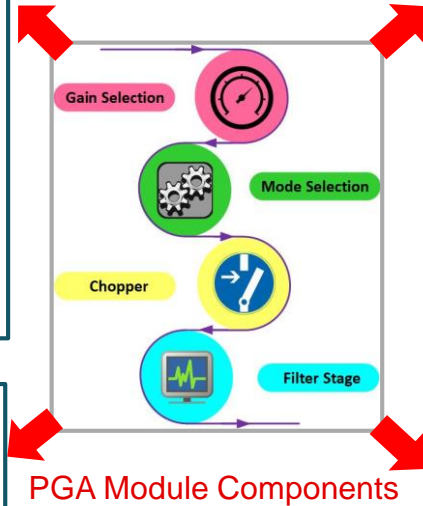 Gain Selection
Mode Selection
Chopper
Filter Stage
PGA Module Components